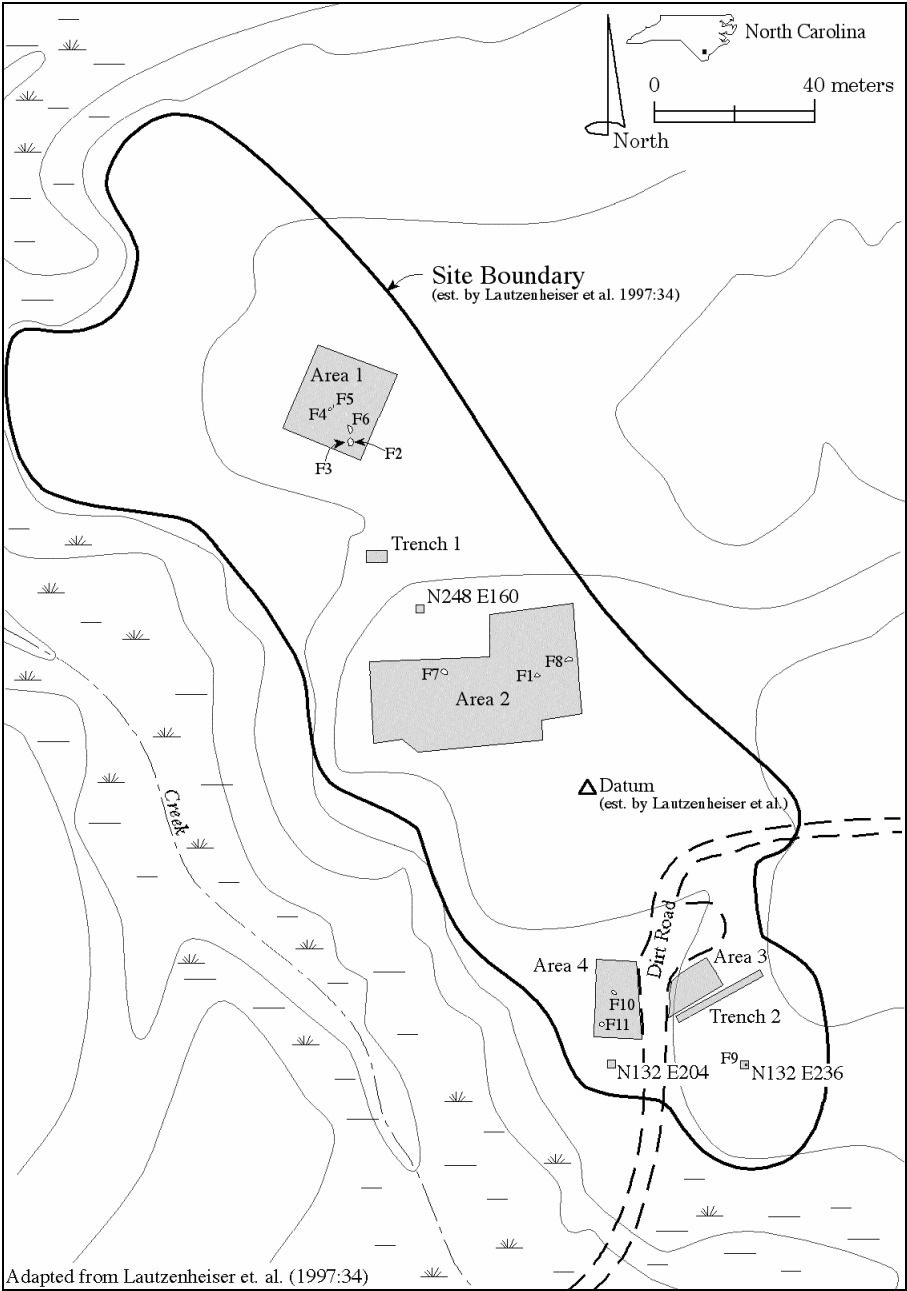 North Carolina
0 40 meters
North
Site Boundary
(est. by Lautzenheiser et al. 1997:34)
Area 1
F5
F4
F6
F3
F2
Trench 1
N248 E160
F8
F7
F1
Area 2
Datum
(est. by Lautzenheiser et al.)
Creek
Dirt Road
Area 3
Area 4
F10
Trench 2
F11
F9
N132 E204
N132 E236
Adapted from Lautzenheiser et. al. (1997:34)